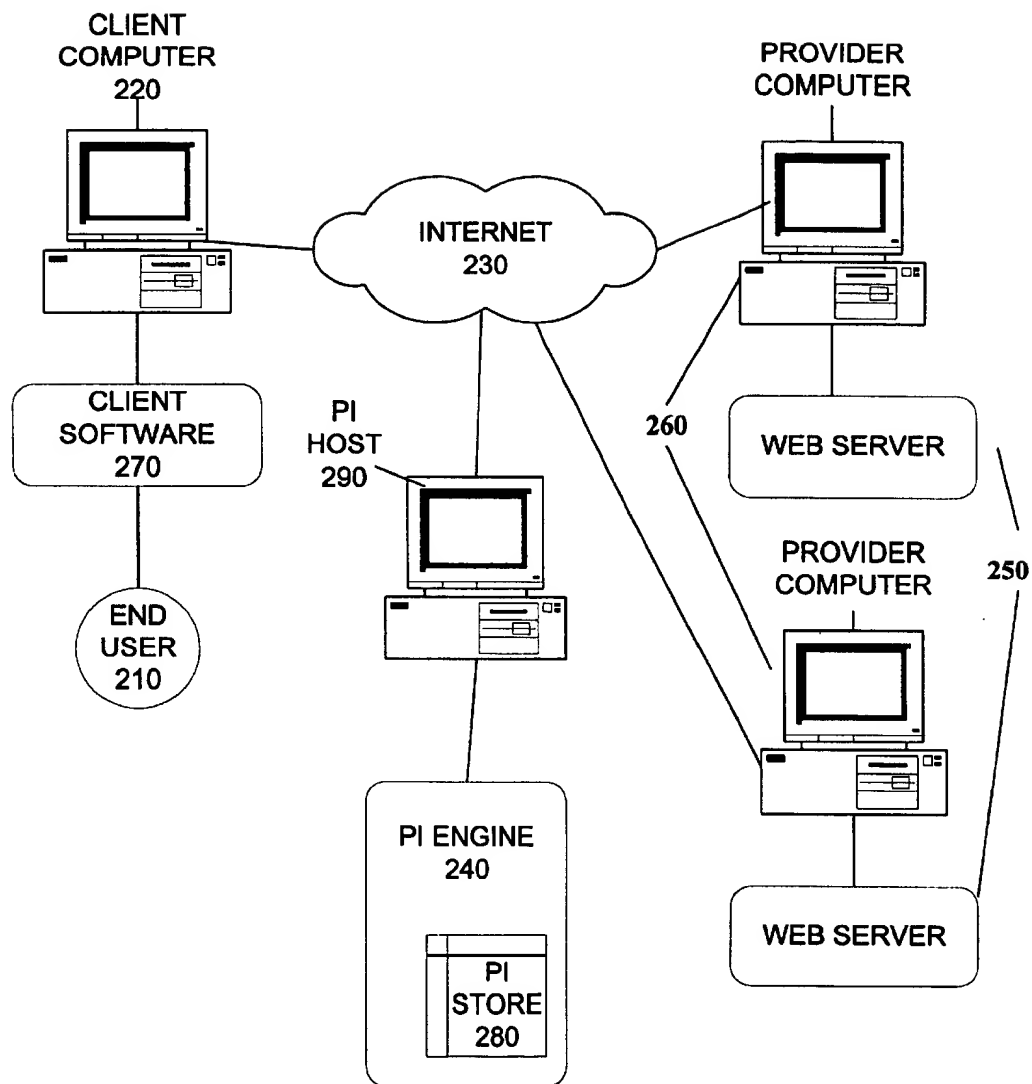 CLIENT
COMPUTER
220
PROVIDER
COMPUTER
INTERNET
230
CLIENT
SOFTWARE
270
PI
HOST
290
260
WEB SERVER
END
USER
210
PROVIDER
COMPUTER
250
PI ENGINE
240
WEB SERVER
PI
STORE
280